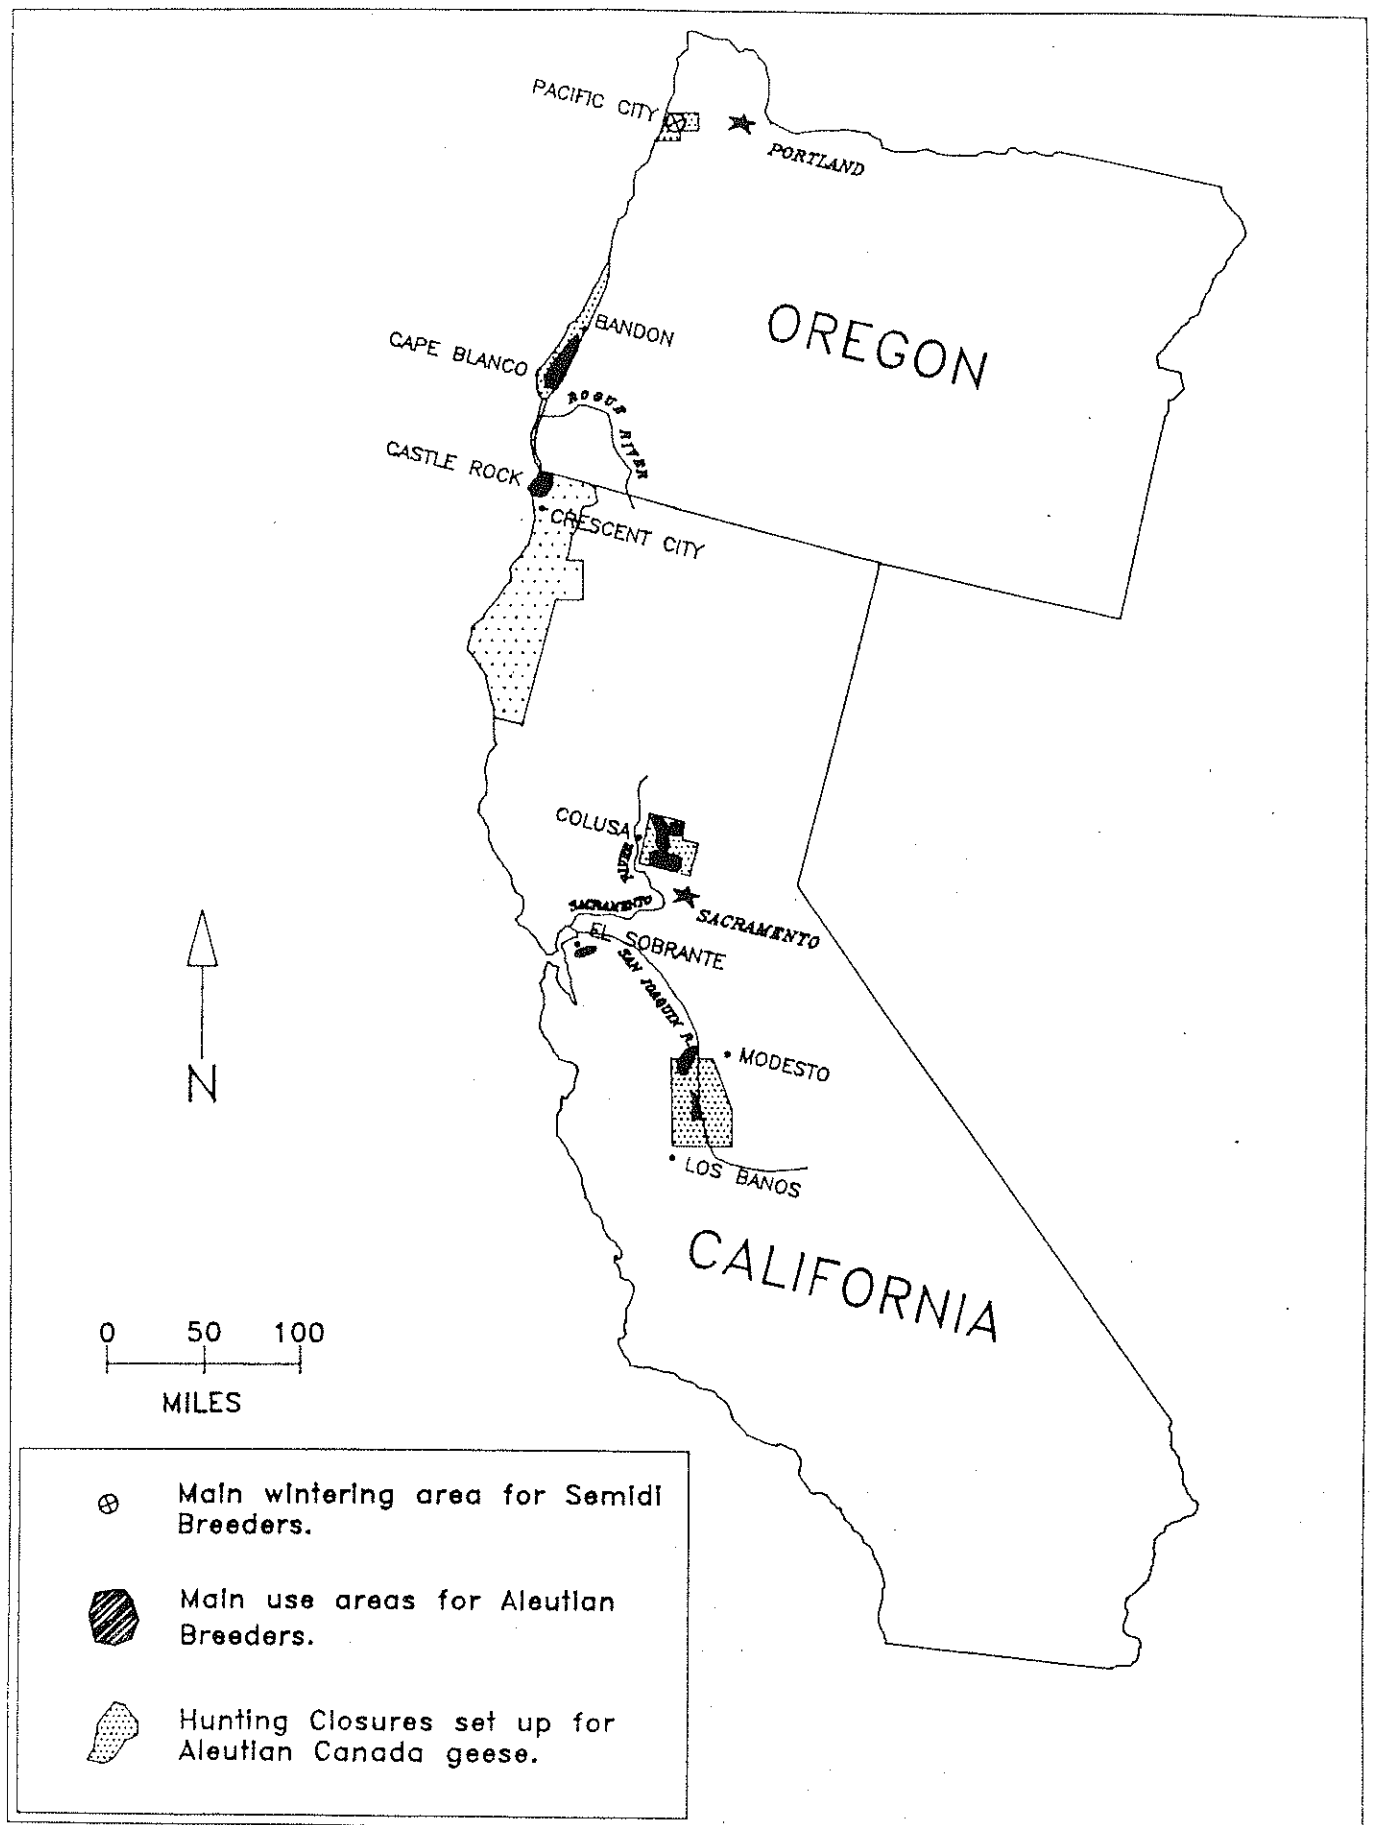 PACIFIC CITY
PORTLAND
OREGON
BANDON
CAPE BLANCO
ROGUE RIVER
CASTLE ROCK
CRESCENT CITY
COLUSA
RIVER
SACRAMENTO
SACRAMENTO
EL SOBRANTE
SAN JOAQUIN R.
MODESTO
LOS BANOS
CALIFORNIA
N
0 50 100
MILES
Main wintering area for Semidi
Breeders.
Main use areas for Aleutian
Breeders.
Hunting Closures set up for
Aleutian Canada geese.